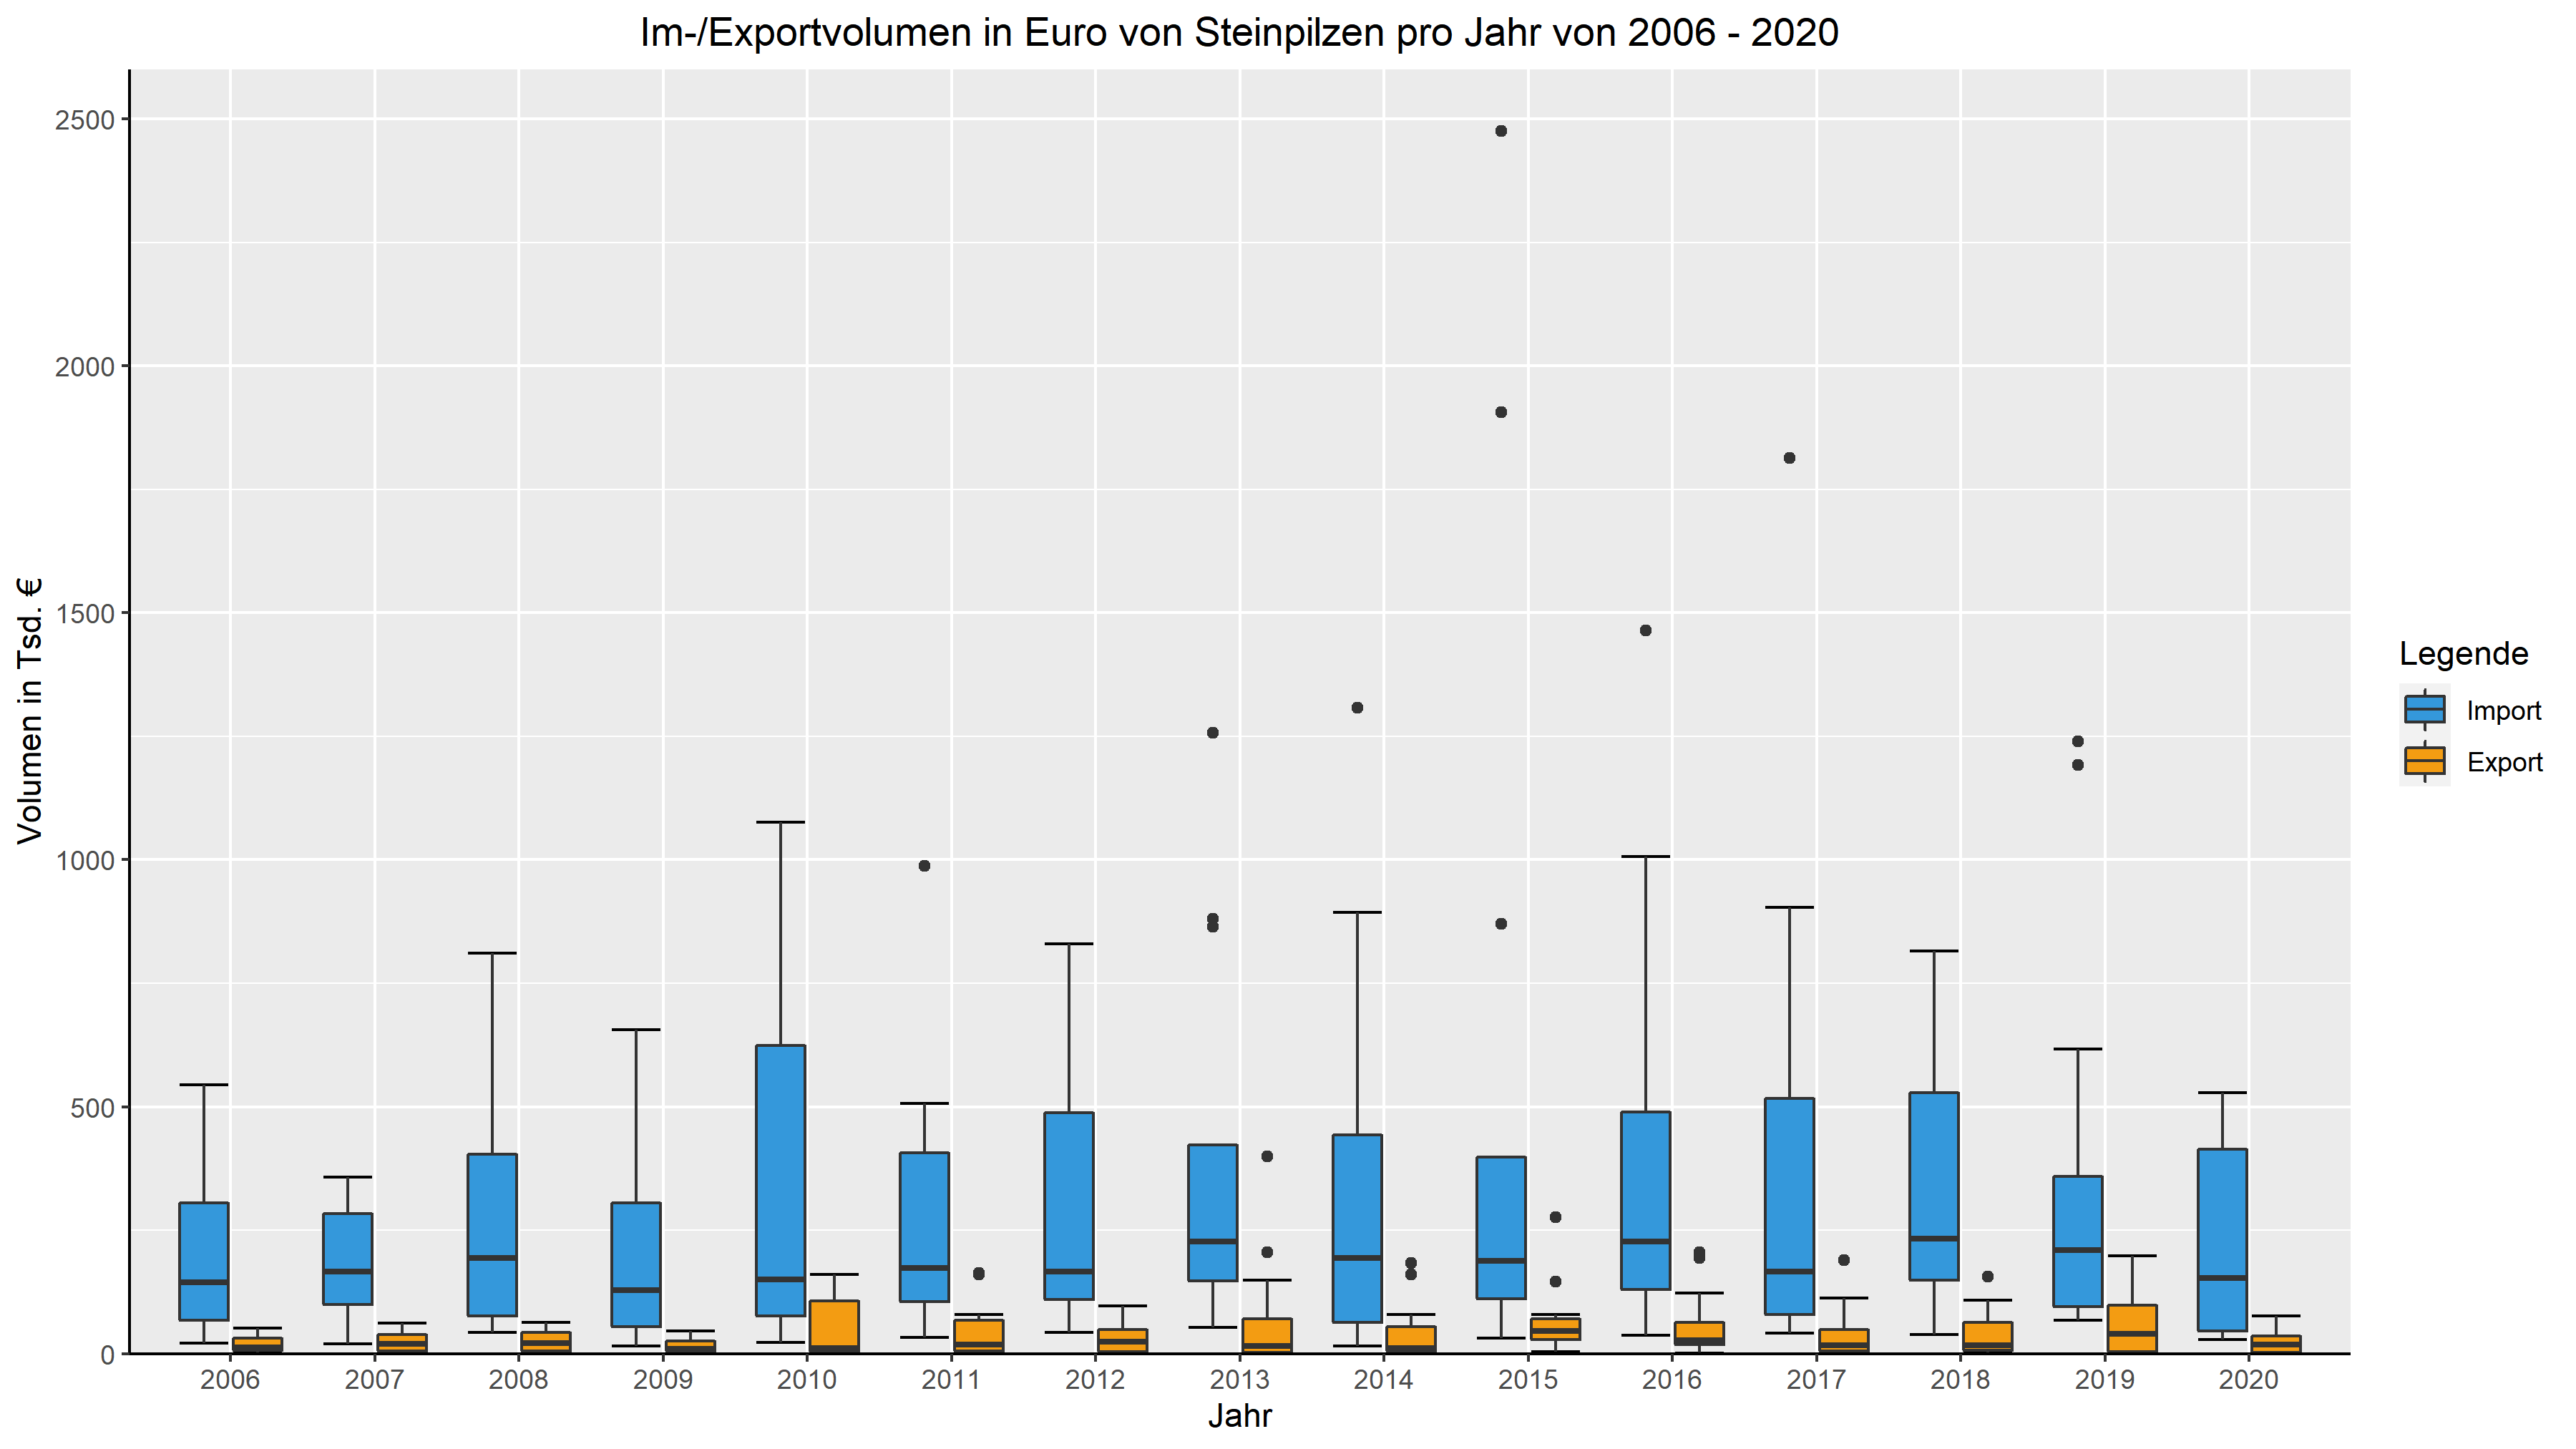 Im-/Exportvolumen in Euro von Steinpilzen pro Jahr von 2006 - 2020
Volumen in Tsd. €
2500
2000
1500
1000
500
0
2006 2007 2008 2009 2010 2011 2012 2013 2014 2015 2016 2017 2018 2019 2020
Jahr
Legende
Import
Export